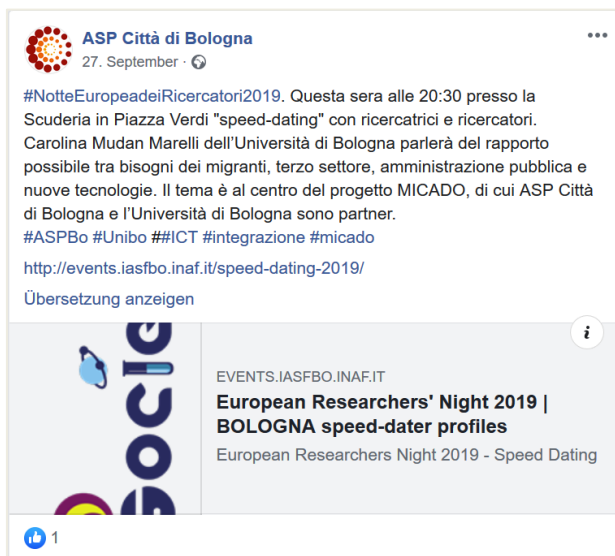 ASP Città di Bologna
27. September ·
#NotteEuropeadeiRicercatori2019. Questa sera alle 20:30 presso la
Scuderia in Piazza Verdi "speed-dating" con ricercatrici e ricercatori.
Carolina Mudan Marelli dell'Università di Bologna parlerà del rapporto
possibile tra bisogni dei migranti, terzo settore, amministrazione pubblica e
nuove tecnologie. Il tema è al centro del progetto MICADO, di cui ASP Città
di Bologna e l'Università di Bologna sono partner.
#ASPBo #Unibo ##ICT #integrazione #micado
http://events.iasfbo.inaf.it/speed-dating-2019/
Übersetzung anzeigen
Socie
i
EVENTS.IASFBO.INAF.IT
European Researchers' Night 2019 |
BOLOGNA speed-dater profiles
European Researchers Night 2019 - Speed Dating
1